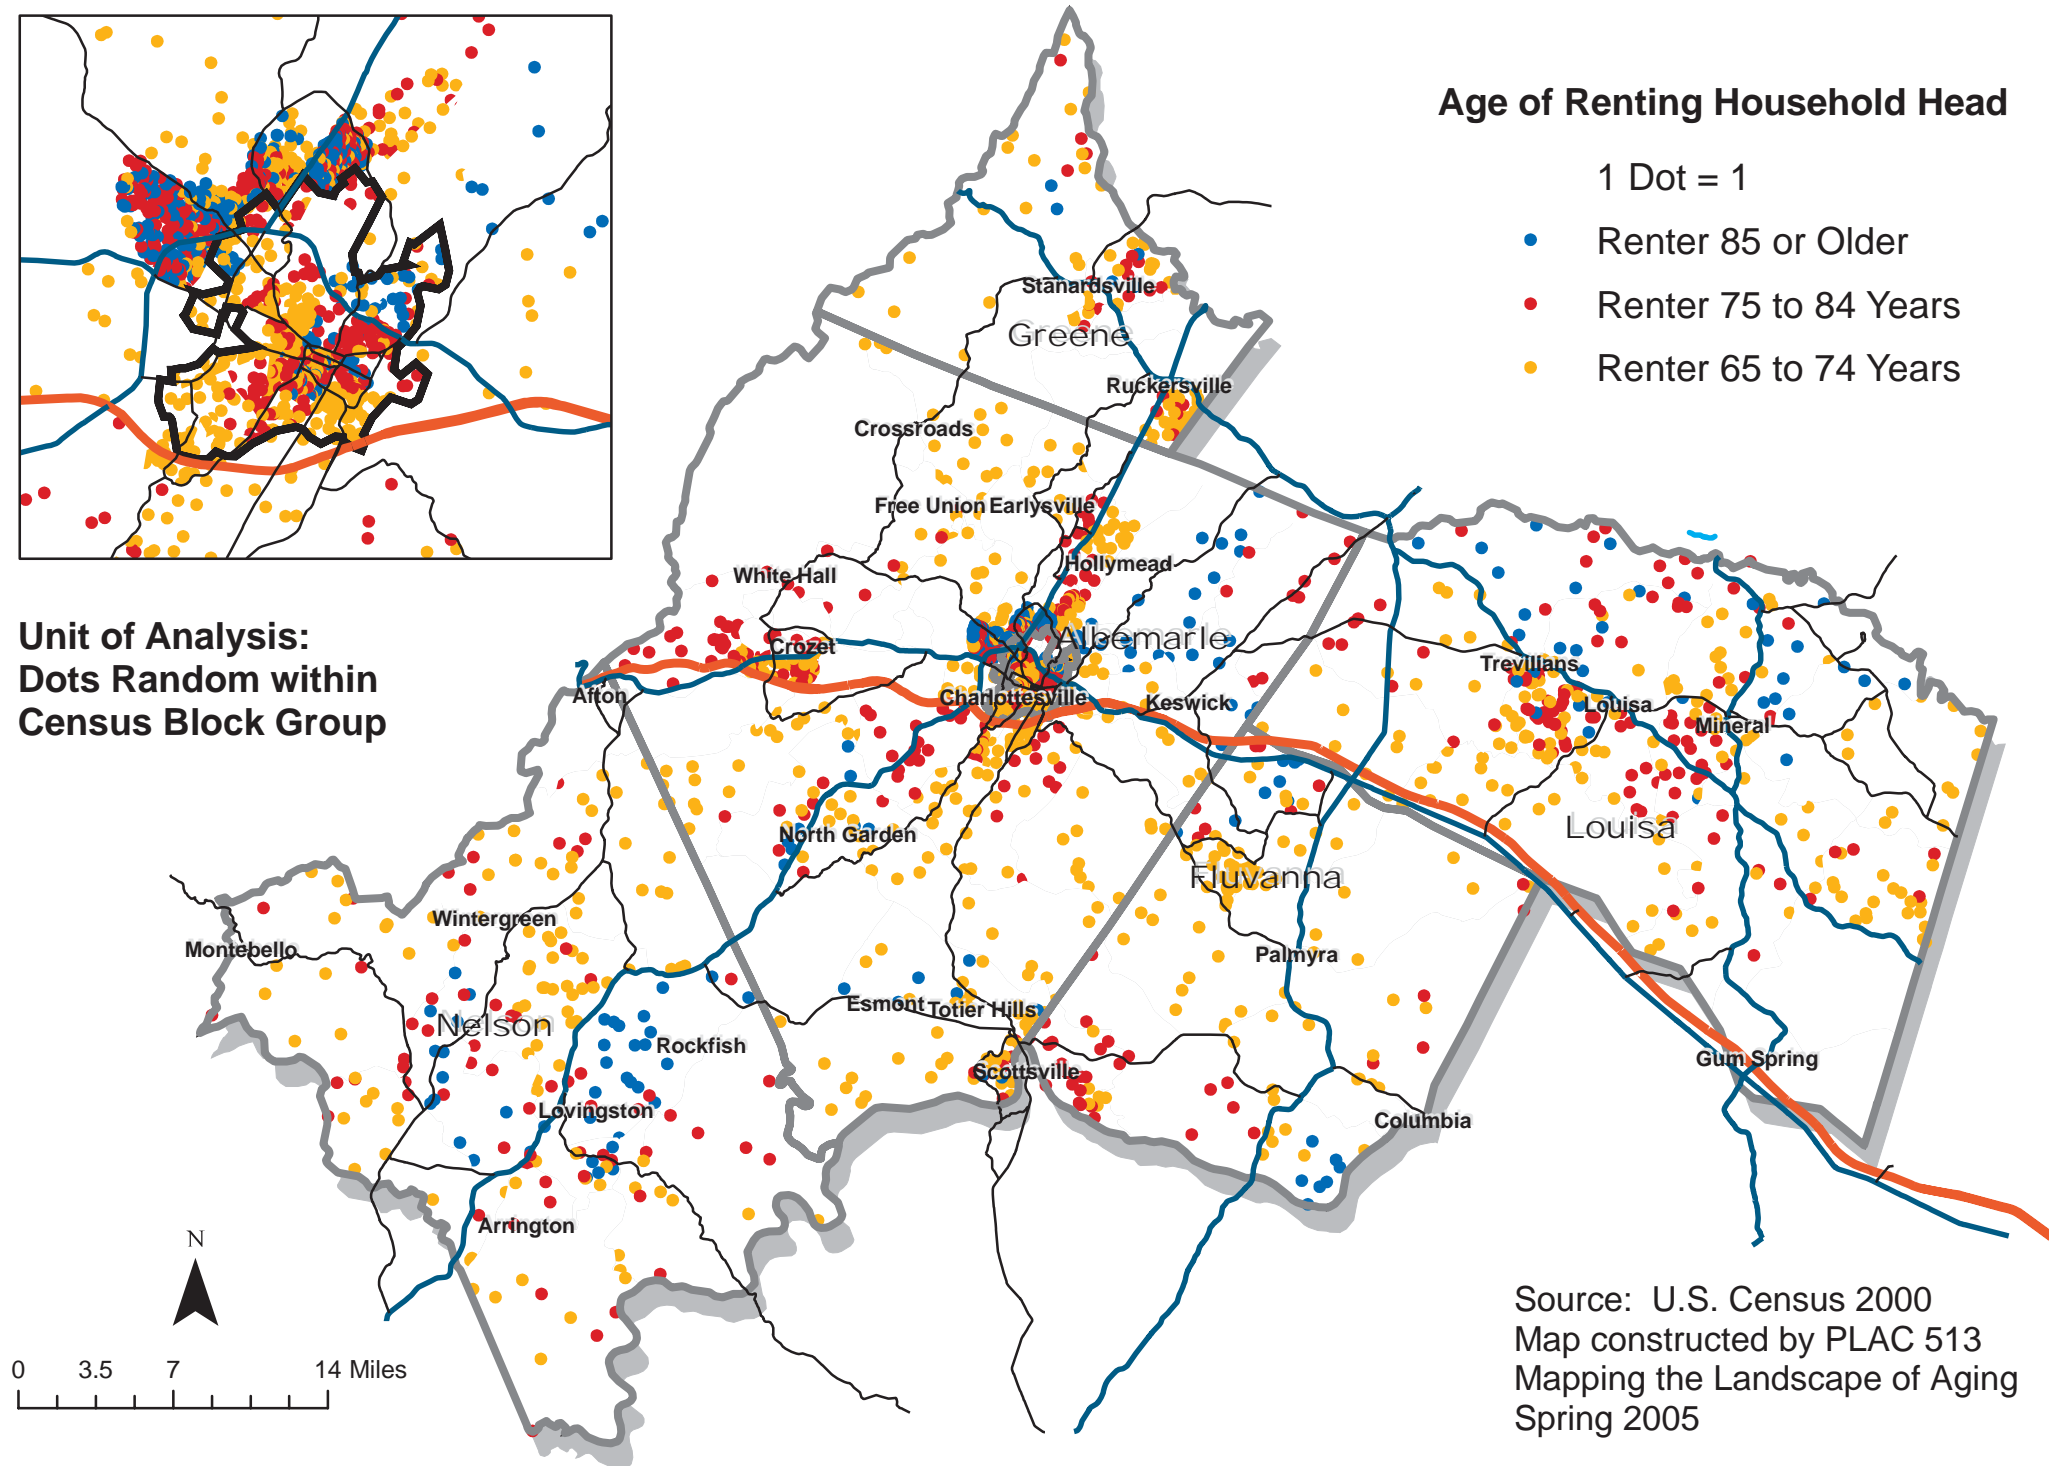 Age of Renting Household Head
1 Dot = 1
Renter 85 or Older
Renter 75 to 84 Years
Renter 65 to 74 Years
Unit of Analysis:
Dots Random within
Census Block Group
Stanardsville
Greene
Ruckersville
Crossroads
Free Union
Earlysville
Hollymead
White Hall
Crozet
Albemarle
Afton
Charlottesville
Keswick
Trevilians
Louisa
Mineral
North Garden
Louisa
Fluvanna
Wintergreen
Montebello
Palmyra
Esmont
Totier Hills
Nelson
Rockfish
Scottsville
Gum Spring
Lovingston
Columbia
Arrington
N
0 3.5 7 14 Miles
Source: U.S. Census 2000
Map constructed by PLAC 513
Mapping the Landscape of Aging
Spring 2005